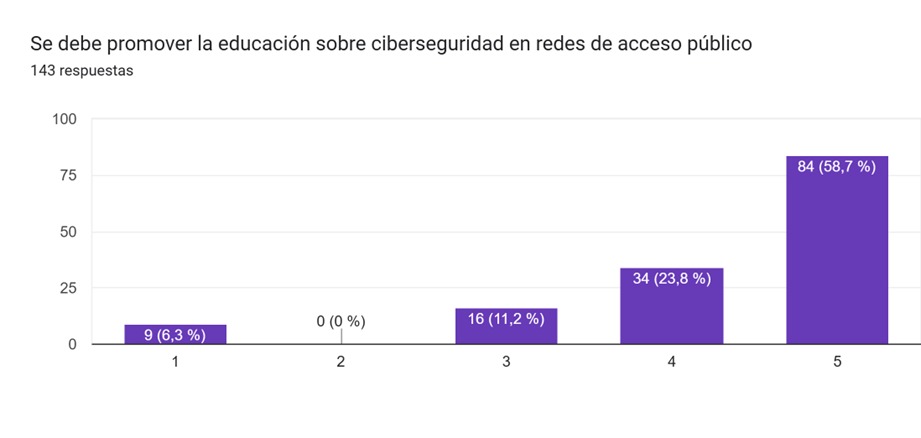 Se debe promover la educación sobre ciberseguridad en redes de acceso público
143 respuestas
100
75
50
25
0
9 (6,3 %)
0 (0 %)
16 (11,2 %)
34 (23,8 %)
84 (58,7 %)
1
2
3
4
5